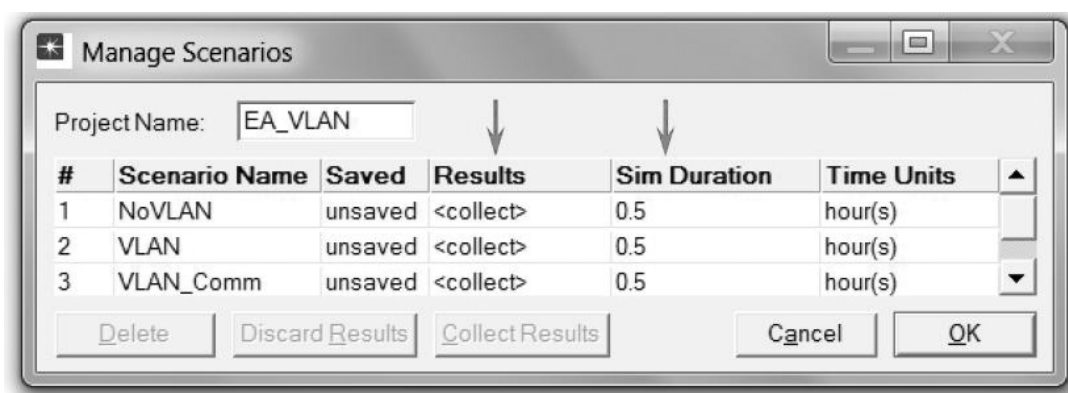 Manage Scenarios
Project Name: EA_VLAN
# Scenario Name Saved Results Sim Duration Time Units
1 NoVLAN unsaved <collect> 0.5 hour(s)
2 VLAN unsaved <collect> 0.5 hour(s)
3 VLAN_Comm unsaved <collect> 0.5 hour(s)
Delete Discard Results Collect Results Cancel OK